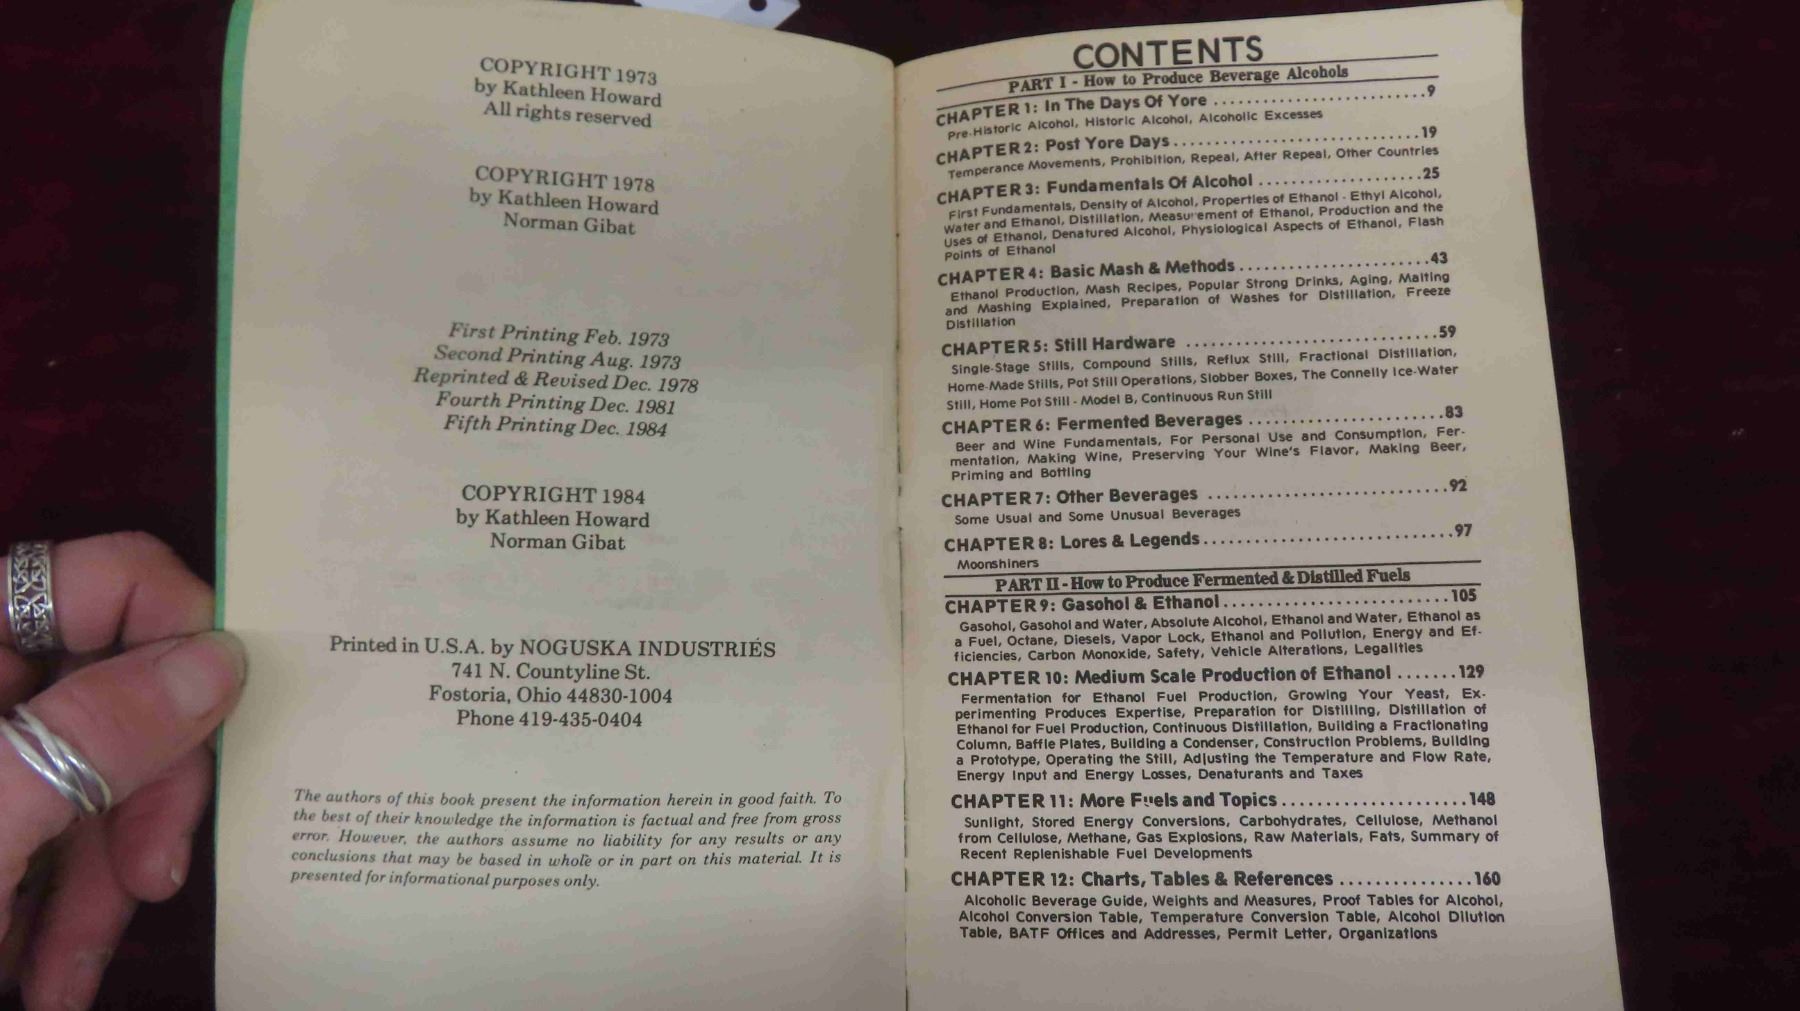 COPYRIGHT 1973
by Kathleen Howard
All rights reserved
COPYRIGHT 1978
by Kathleen Howard
Norman Gibat
First Printing Feb. 1973
Second Printing Aug. 1973
Reprinted & Revised Dec. 1978
Fourth Printing Dec. 1981
Fifth Printing Dec. 1984
COPYRIGHT 1984
by Kathleen Howard
Norman Gibat
Printed in U.S.A. by NOGUSKA INDUSTRIÉS
741 N. Countyline St.
Fostoria, Ohio 44830-1004
Phone 419-435-0404
The authors of this book present the information herein in good faith. To
the best of their knowledge the information is factual and free from gross
error. However, the authors assume no liability for any results or any
conclusions that may be based in whole or in part on this material. It is
presented for informational purposes only.
CONTENTS
PART I - How to Produce Beverage Alcohols
CHAPTER 1: In The Days Of Yore ..........................9
Pre-Historic Alcohol, Historic Alcohol, Alcoholic Excesses
CHAPTER 2: Post Yore Days..............................19
Temperance Movements, Prohibition, Repeal, After Repeal, Other Countries
CHAPTER 3: Fundamentals Of Alcohol ....................25
First Fundamentals, Density of Alcohol, Properties of Ethanol - Ethyl Alcohol,
Water and Ethanol, Distillation, Measurement of Ethanol, Production and the
Uses of Ethanol, Denatured Alcohol, Physiological Aspects of Ethanol, Flash
Points of Ethanol
CHAPTER 4: Basic Mash & Methods.......................43
Ethanol Production, Mash Recipes, Popular Strong Drinks, Aging, Malting
and Mashing Explained, Preparation of Washes for Distillation, Freeze
Distillation
CHAPTER 5: Still Hardware ..............................59
Single-Stage Stills, Compound Stills, Reflux Still, Fractional Distillation,
Home-Made Stills, Pot Still Operations, Slobber Boxes, The Connelly Ice-Water
Still, Home Pot Still - Model B, Continuous Run Still
CHAPTER 6: Fermented Beverages .......................83
Beer and Wine Fundamentals, For Personal Use and Consumption, Fer-
mentation, Making Wine, Preserving Your Wine's Flavor, Making Beer,
Priming and Bottling
CHAPTER 7: Other Beverages ............................92
Some Usual and Some Unusual Beverages
CHAPTER 8: Lores & Legends.............................97
Moonshiners
PART II - How to Produce Fermented & Distilled Fuels
CHAPTER 9: Gasohol & Ethanol..........................105
Gasohol, Gasohol and Water, Absolute Alcohol, Ethanol and Water, Ethanol as
a Fuel, Octane, Diesels, Vapor Lock, Ethanol and Pollution, Energy and Ef-
ficiencies, Carbon Monoxide, Safety, Vehicle Alterations, Legalities
CHAPTER 10: Medium Scale Production of Ethanol .......129
Fermentation for Ethanol Fuel Production, Growing Your Yeast, Ex-
perimenting Produces Expertise, Preparation for Distilling, Distillation of
Ethanol for Fuel Production, Continuous Distillation, Building a Fractionating
Column, Baffle Plates, Building a Condenser, Construction Problems, Building
a Prototype, Operating the Still, Adjusting the Temperature and Flow Rate,
Energy Input and Energy Losses, Denaturants and Taxes
CHAPTER 11: More Fuels and Topics.....................148
Sunlight, Stored Energy Conversions, Carbohydrates, Cellulose, Methanol
from Cellulose, Methane, Gas Explosions, Raw Materials, Fats, Summary of
Recent Replenishable Fuel Developments
CHAPTER 12: Charts, Tables & References ...............160
Alcoholic Beverage Guide, Weights and Measures, Proof Tables for Alcohol,
Alcohol Conversion Table, Temperature Conversion Table, Alcohol Dilution
Table, BATF Offices and Addresses, Permit Letter, Organizations